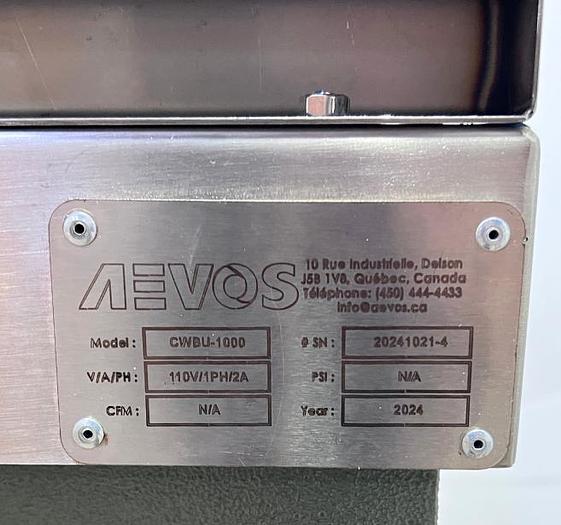 AEVOS
10 Rue Industrielle, Delson
J5B 1V8, Québec, Canada
Téléphone: (450) 444-4433
info@aevos.ca
Model: CWBU-1000 # SN: 20241021-4
V/A/PH: 110V/1PH/2A PSI: N/A
CFM: N/A Year: 2024